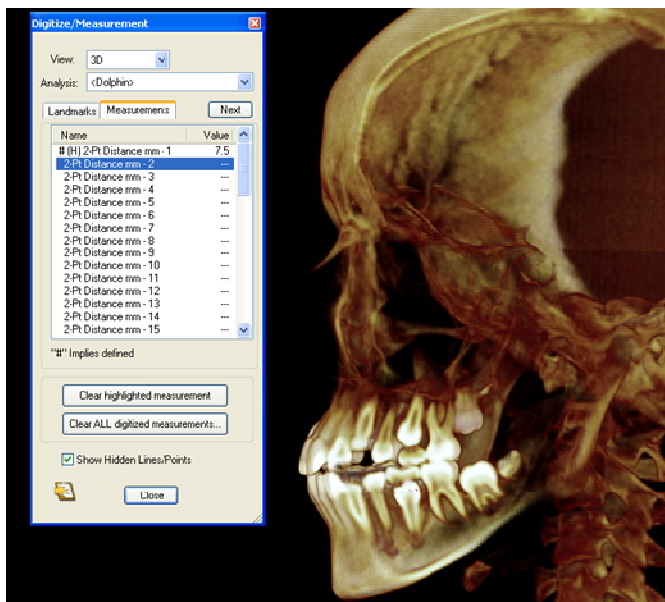 Digitize/Measurement
View: 3D
Analysis: <Dolphin>
Landmarks Measurements Next
Name Value
# (H) 2-Pt Distance mm - 1 7.5
2-Pt Distance mm - 2 ---
2-Pt Distance mm - 3 ---
2-Pt Distance mm - 4 ---
2-Pt Distance mm - 5 ---
2-Pt Distance mm - 6 ---
2-Pt Distance mm - 7 ---
2-Pt Distance mm - 8 ---
2-Pt Distance mm - 9 ---
2-Pt Distance mm - 10 ---
2-Pt Distance mm - 11 ---
2-Pt Distance mm - 12 ---
2-Pt Distance mm - 13 ---
2-Pt Distance mm - 14 ---
2-Pt Distance mm - 15 ---
"#" Implies defined
Clear highlighted measurement
Clear ALL digitized measurements...
Show Hidden Lines/Points
Close